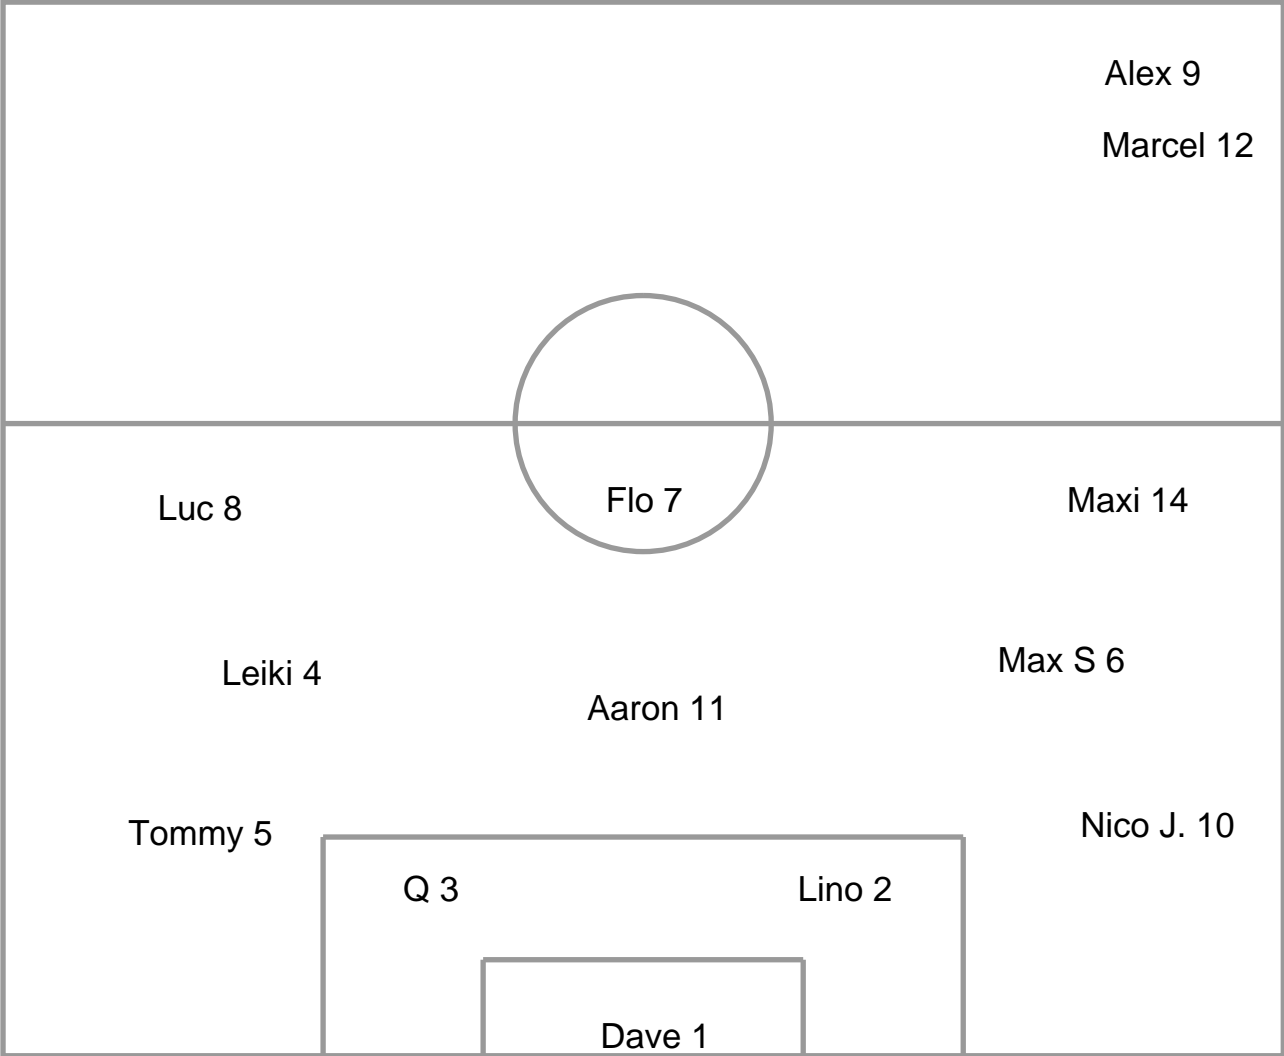 Alex 9
Marcel 12
Luc 8
Flo 7
Maxi 14
Leiki 4
Max S 6
Aaron 11
Tommy 5
Nico J. 10
Q 3
Lino 2
Dave 1